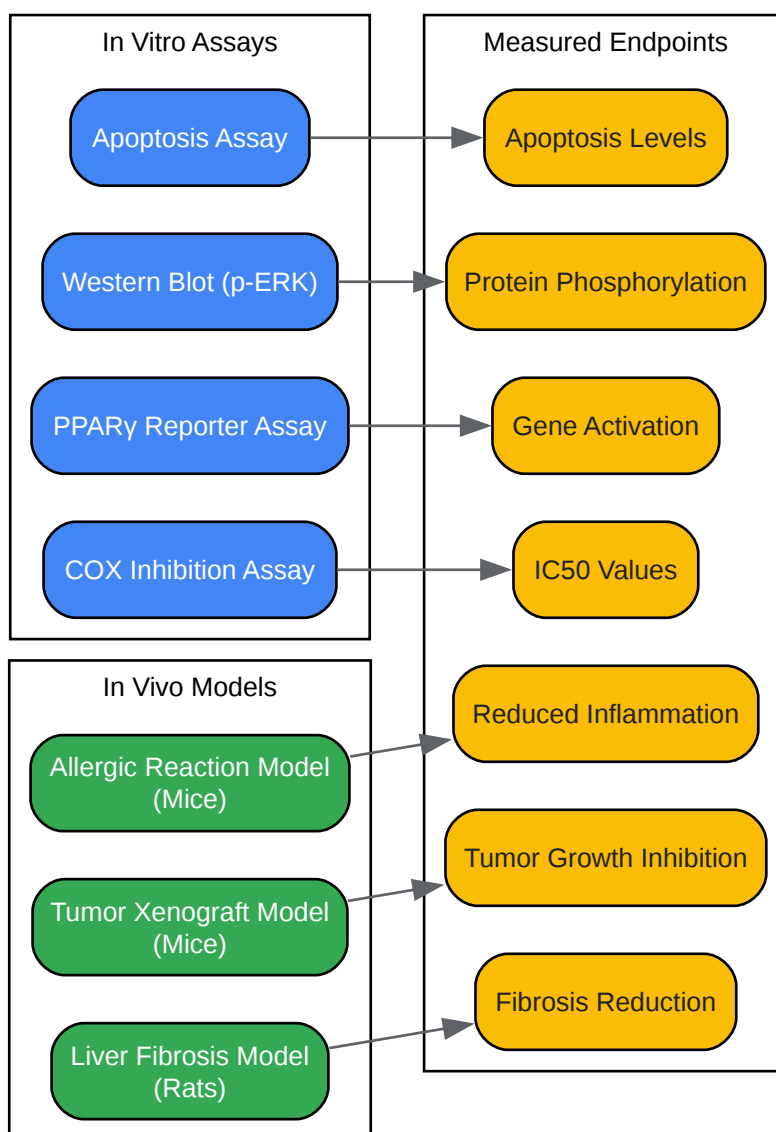 In Vitro Assays
Apoptosis Assay
Western Blot (p-ERK)
PPARγ Reporter Assay
COX Inhibition Assay
In Vivo Models
Allergic Reaction Model
(Mice)
Tumor Xenograft Model
(Mice)
Liver Fibrosis Model
(Rats)
Measured Endpoints
Apoptosis Levels
Protein Phosphorylation
Gene Activation
IC50 Values
Reduced Inflammation
Tumor Growth Inhibition
Fibrosis Reduction